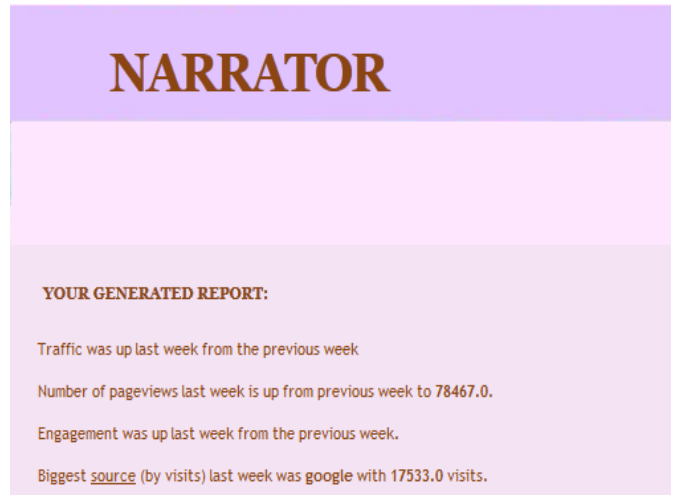 NARRATOR
YOUR GENERATED REPORT:
Traffic was up last week from the previous week
Number of pageviews last week is up from previous week to 78467.0.
Engagement was up last week from the previous week.
Biggest source (by visits) last week was google with 17533.0 visits.